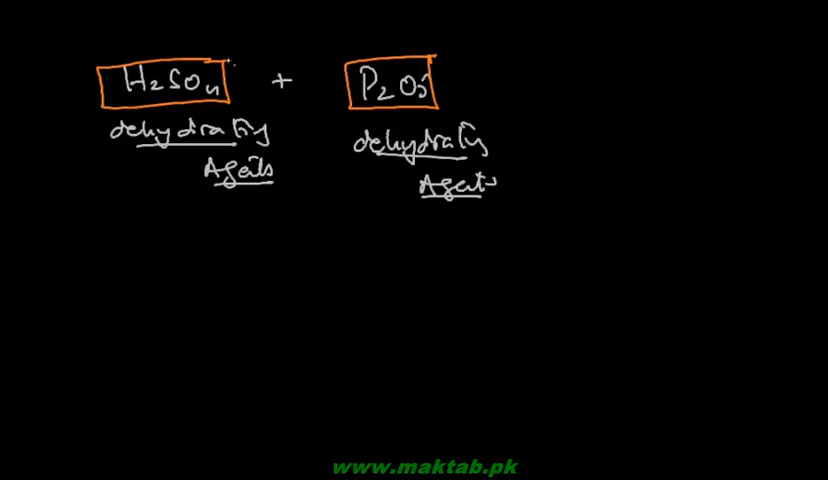 H₂SO₄ + P₂O₅
dehydrating dehydrating
Agents Agents
www.maktab.pk